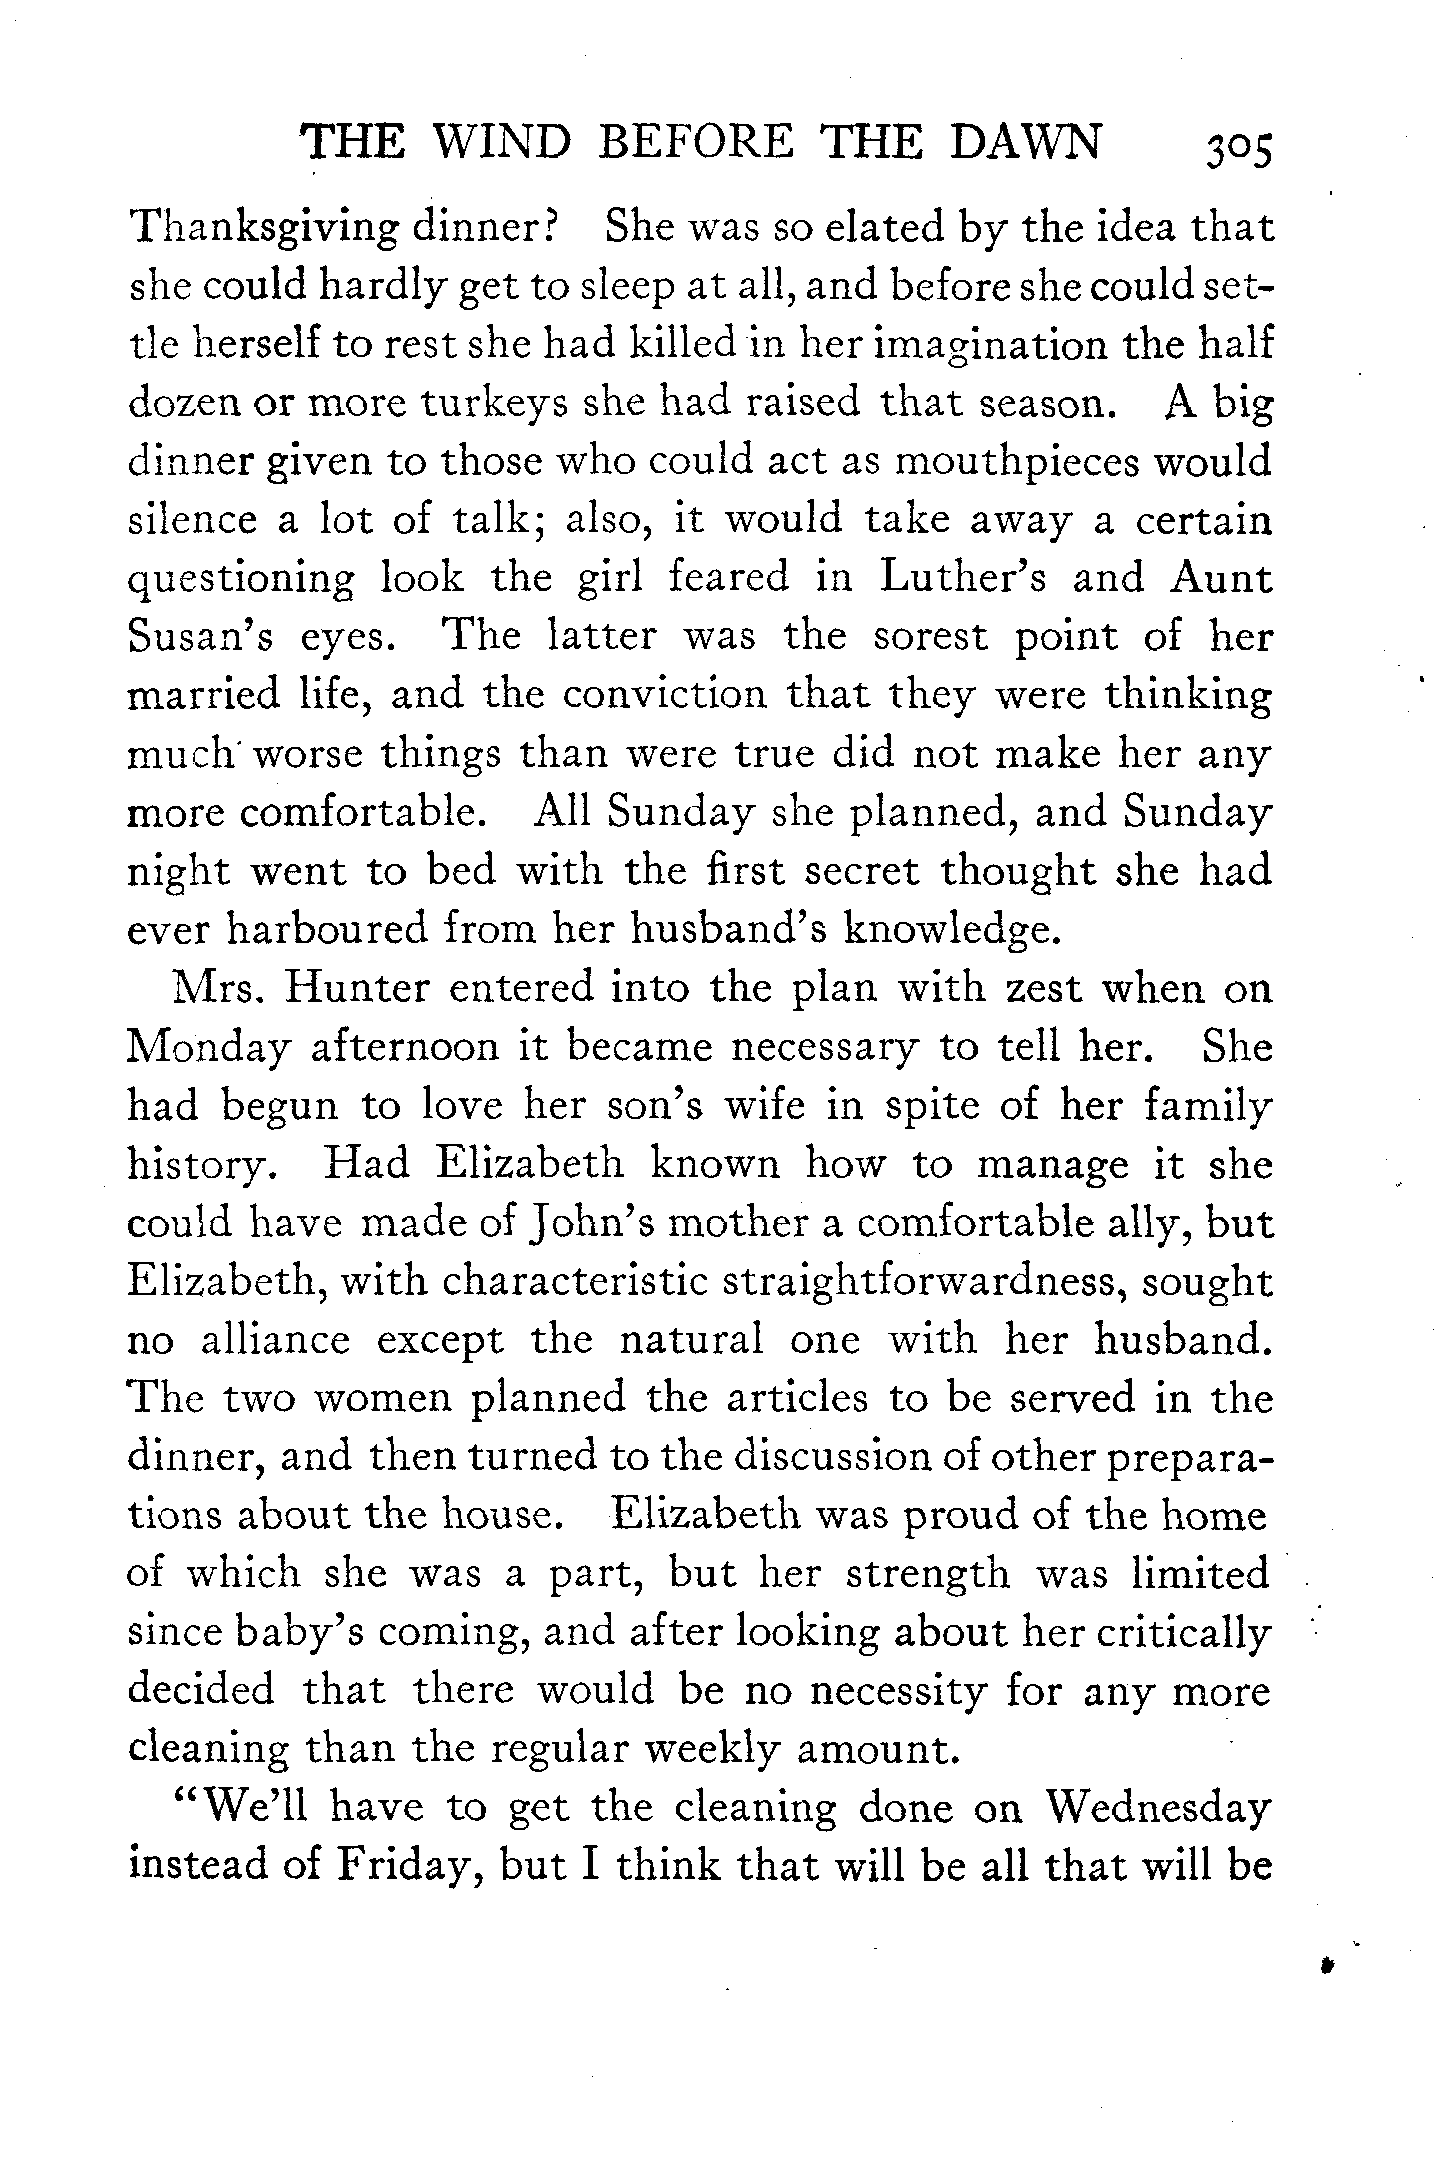 THE WIND BEFORE THE DAWN 305
Thanksgiving dinner? She was so elated by the idea that
she could hardly get to sleep at all, and before she could set-
tle herself to rest she had killed in her imagination the half
dozen or more turkeys she had raised that season. A big
dinner given to those who could act as mouthpieces would
silence a lot of talk; also, it would take away a certain
questioning look the girl feared in Luther's and Aunt
Susan's eyes. The latter was the sorest point of her
married life, and the conviction that they were thinking
much worse things than were true did not make her any
more comfortable. All Sunday she planned, and Sunday
night went to bed with the first secret thought she had
ever harboured from her husband's knowledge.
Mrs. Hunter entered into the plan with zest when on
Monday afternoon it became necessary to tell her. She
had begun to love her son's wife in spite of her family
history. Had Elizabeth known how to manage it she
could have made of John's mother a comfortable ally, but
Elizabeth, with characteristic straightforwardness, sought
no alliance except the natural one with her husband.
The two women planned the articles to be served in the
dinner, and then turned to the discussion of other prepara-
tions about the house. Elizabeth was proud of the home
of which she was a part, but her strength was limited
since baby's coming, and after looking about her critically
decided that there would be no necessity for any more
cleaning than the regular weekly amount.
"We'll have to get the cleaning done on Wednesday
instead of Friday, but I think that will be all that will be